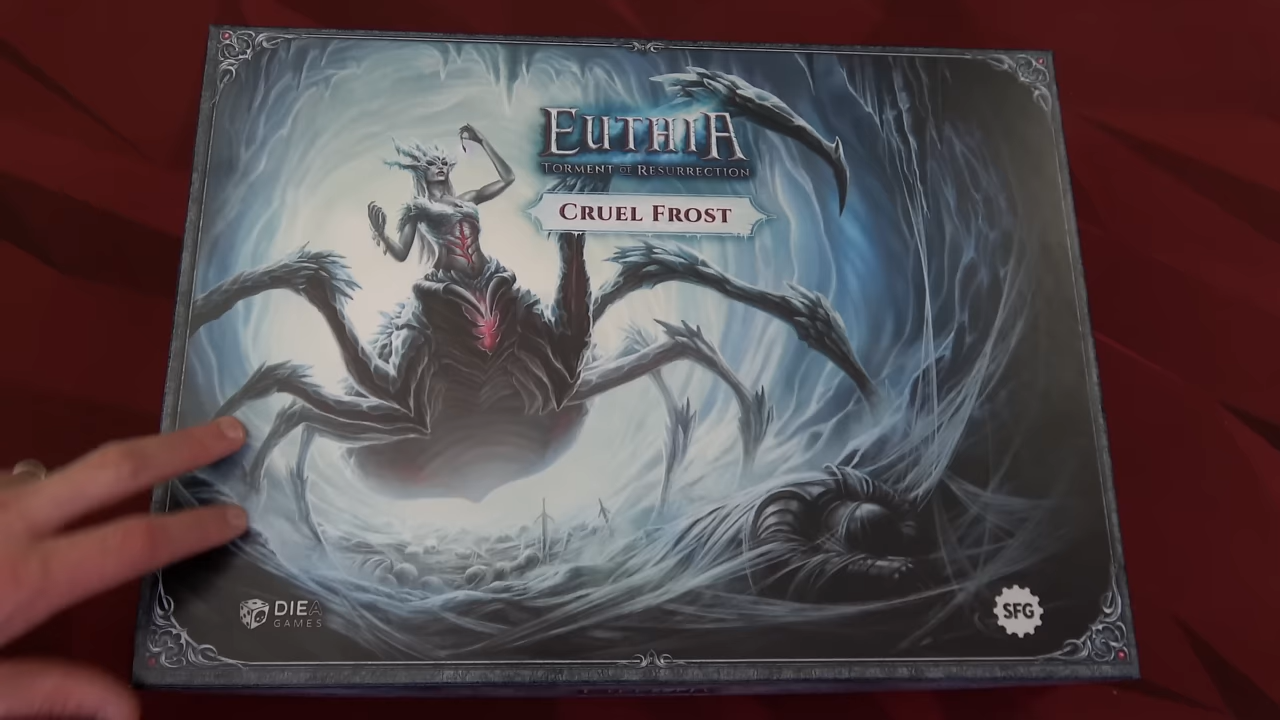 EUTHIA
TORMENT OF RESURRECTION
CRUEL FROST
DIEA
GAMES
SFG